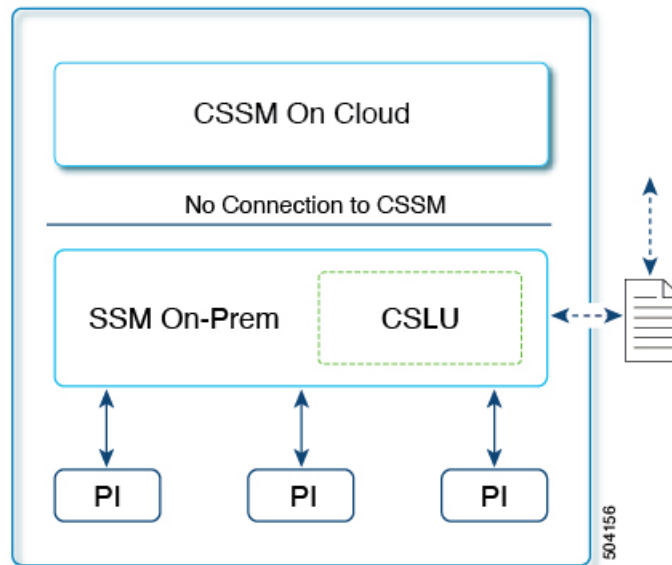 CSSM On Cloud
No Connection to CSSM
SSM On-Prem
CSLU
PI
PI
PI
504156